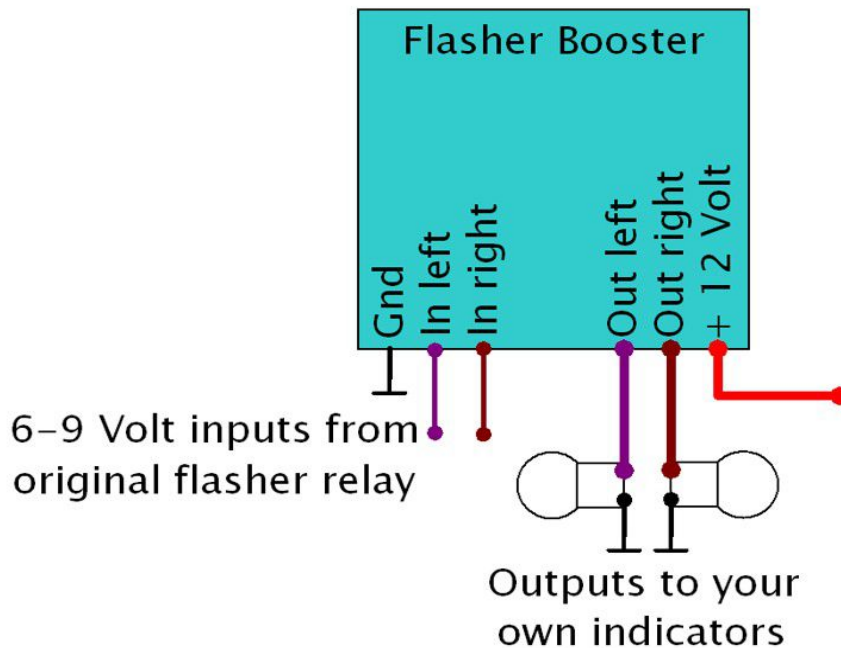 Flasher Booster
Gnd
In left
In right
Out left
Out right
+ 12 Volt
6-9 Volt inputs from
original flasher relay
Outputs to your
own indicators